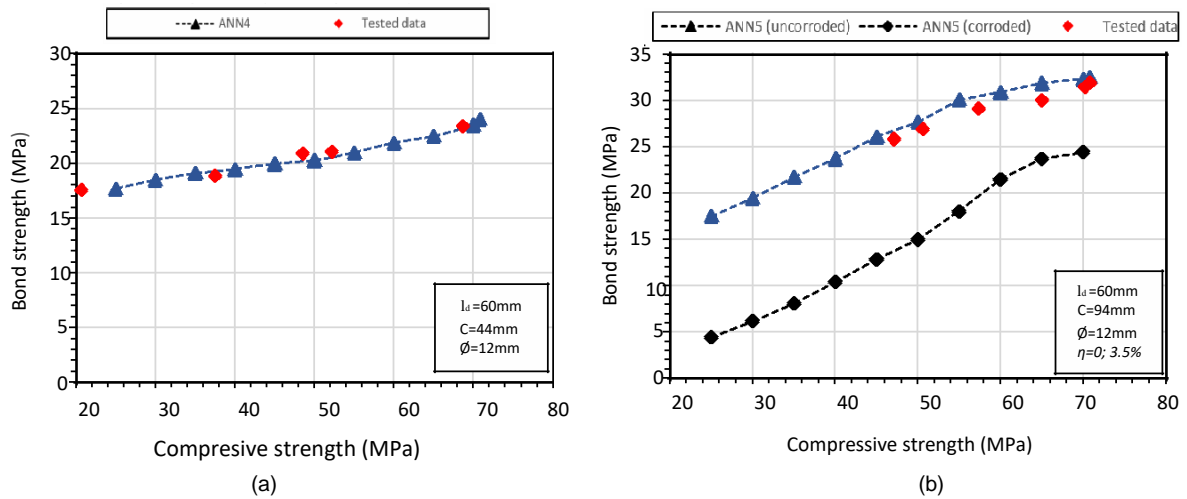 ANN4 Tested data
30
25
20
15
10
5
0
20 30 40 50 60 70 80
Bond strength (MPa)
Compresive strength (MPa)
l_d =60mm
C=44mm
Ø=12mm
(a)
ANN5 (uncorroded) ANN5 (corroded) Tested data
35
30
25
20
15
10
5
0
20 30 40 50 60 70 80
Bond strength (MPa)
Compressive strength (MPa)
l_d =60mm
C=94mm
Ø=12mm
η=0; 3.5%
(b)